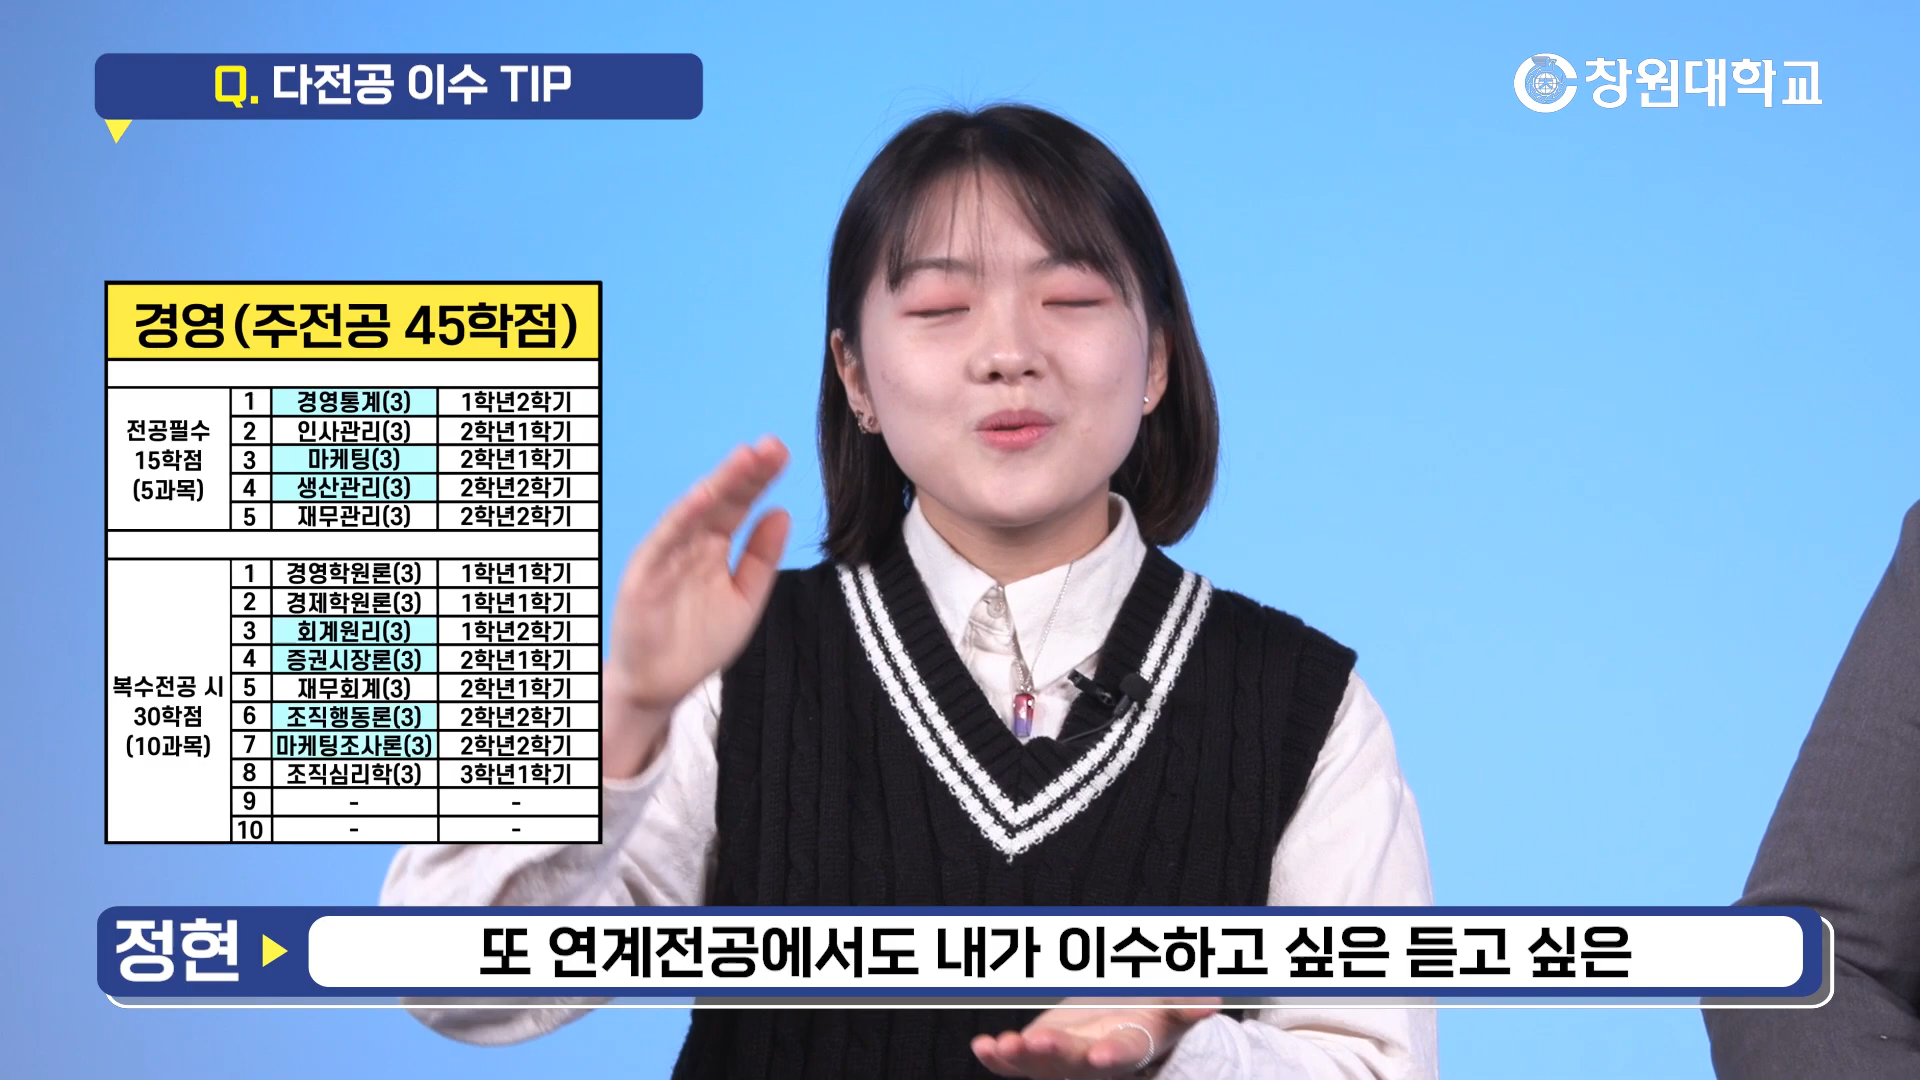 Q. 다전공 이수 TIP
창원대학교
경영(주전공 45학점)
전공필수
15학점
(5과목)
1 경영통계(3) 1학년2학기
2 인사관리(3) 2학년1학기
3 마케팅(3) 2학년1학기
4 생산관리(3) 2학년2학기
5 재무관리(3) 2학년2학기
복수전공 시
30학점
(10과목)
1 경영학원론(3) 1학년1학기
2 경제학원론(3) 1학년1학기
3 회계원리(3) 1학년2학기
4 증권시장론(3) 2학년1학기
5 재무회계(3) 2학년1학기
6 조직행동론(3) 2학년2학기
7 마케팅조사론(3) 2학년2학기
8 조직심리학(3) 3학년1학기
9 - -
10 - -
정현 또 연계전공에서도 내가 이수하고 싶은 듣고 싶은